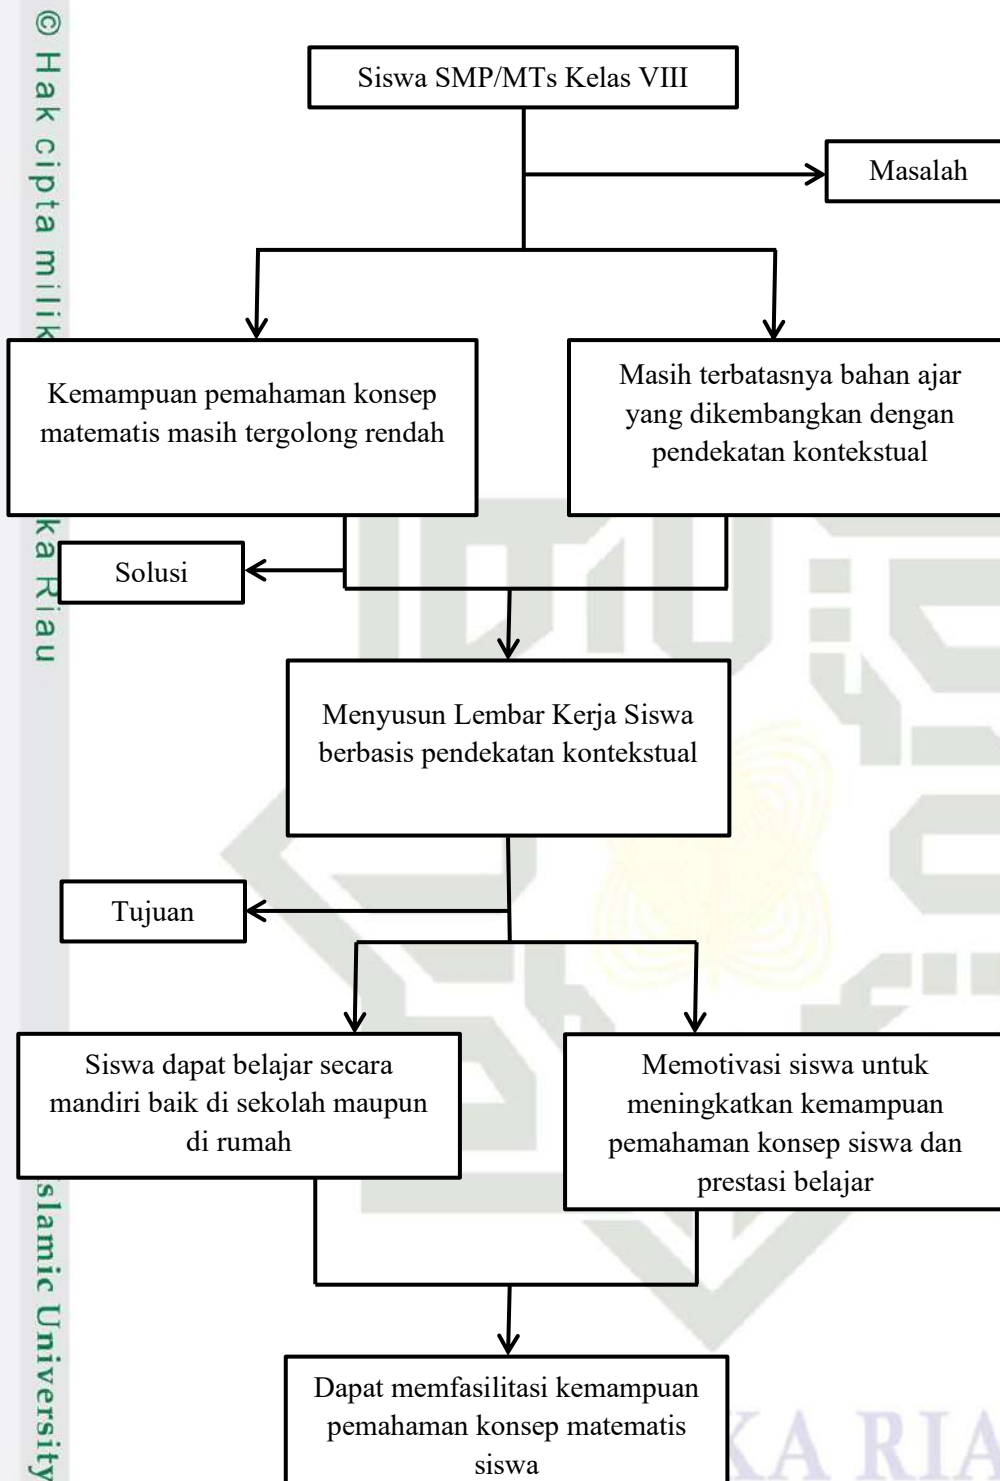 © Hak cipta milik
ka Riau
slamic University
Siswa SMP/MTs Kelas VIII
Masalah
Kemampuan pemahaman konsep
matematis masih tergolong rendah
Masih terbatasnya bahan ajar
yang dikembangkan dengan
pendekatan kontekstual
Solusi
Menyusun Lembar Kerja Siswa
berbasis pendekatan kontekstual
Tujuan
Siswa dapat belajar secara
mandiri baik di sekolah maupun
di rumah
Memotivasi siswa untuk
meningkatkan kemampuan
pemahaman konsep siswa dan
prestasi belajar
Dapat memfasilitasi kemampuan
pemahaman konsep matematis
siswa
KA RIA